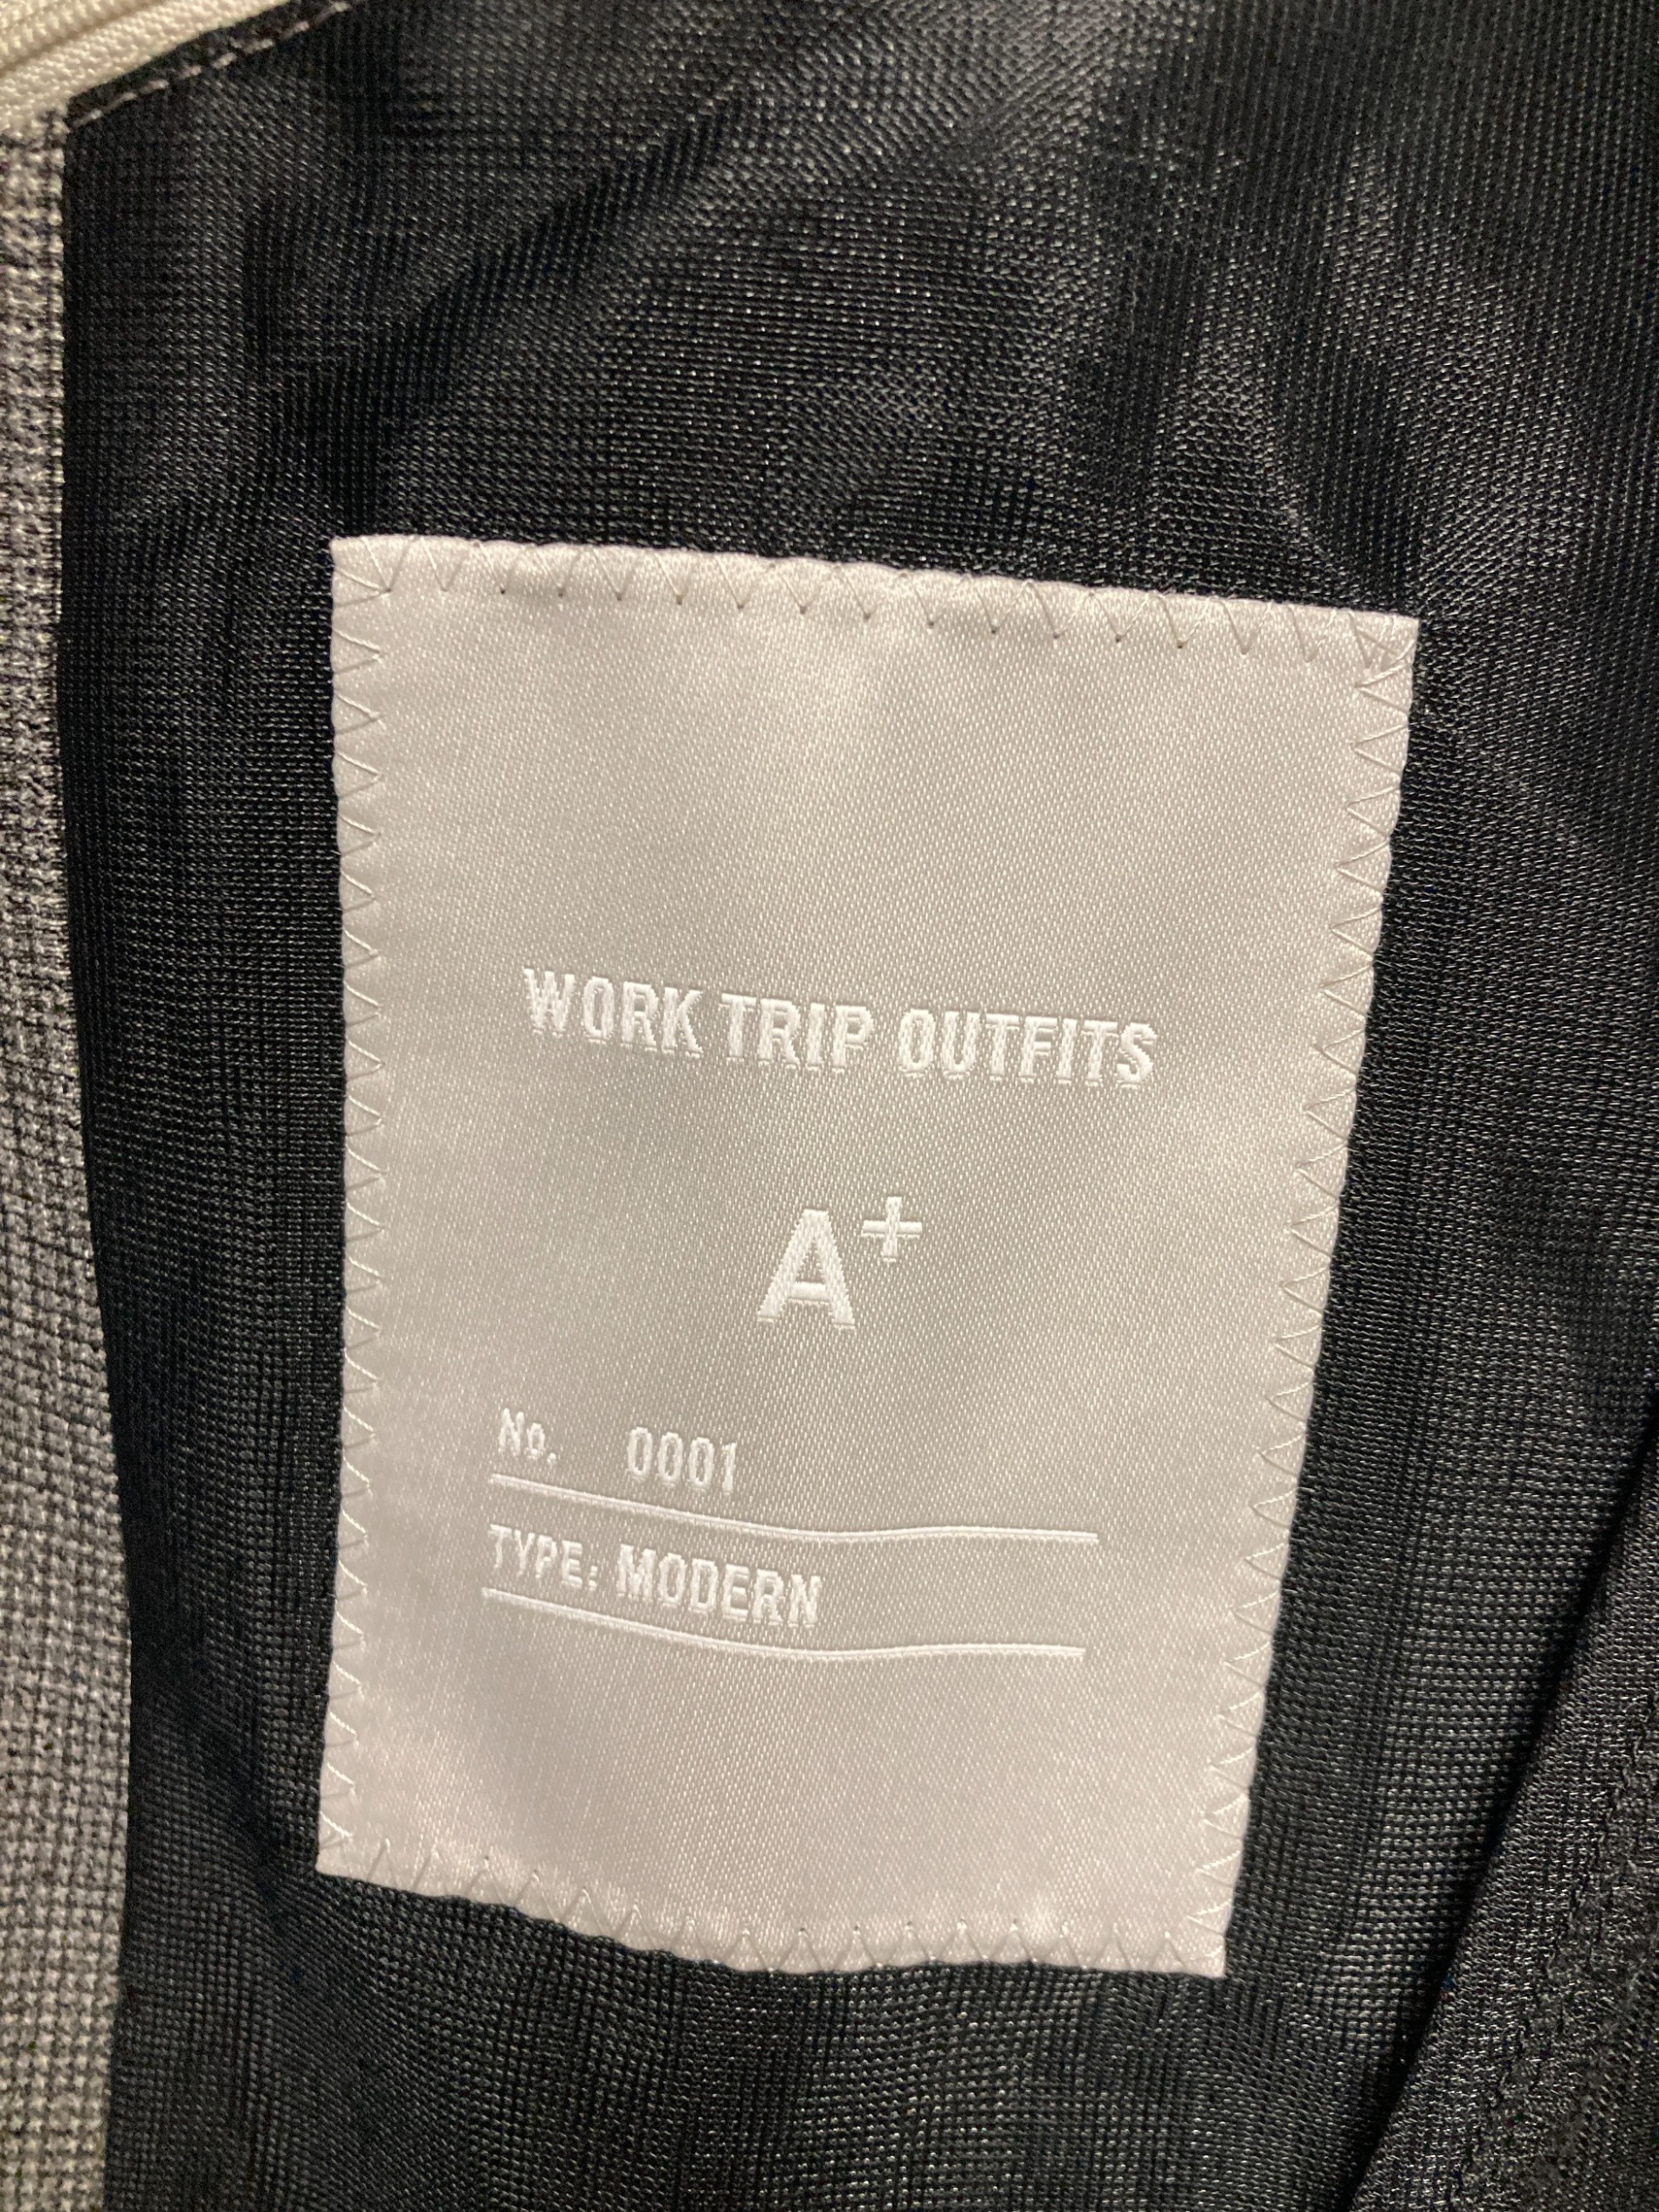 WORK TRIP OUTFITS
A+
No. 0001
TYPE: MODERN